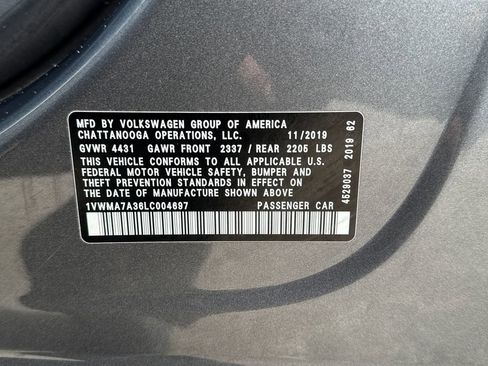 MFD BY VOLKSWAGEN GROUP OF AMERICA
CHATTANOOGA OPERATIONS, LLC. 11/2019
GVWR 4431 GAWR FRONT 2337 / REAR 2205 LBS
THIS VEHICLE CONFORMS TO ALL APPLICABLE U.S.
FEDERAL MOTOR VEHICLE SAFETY, BUMPER AND
THEFT PREVENTION STANDARDS IN EFFECT ON
THE DATE OF MANUFACTURE SHOWN ABOVE
1VWMA7A36LC004697 PASSENGER CAR
4529037 2019 62